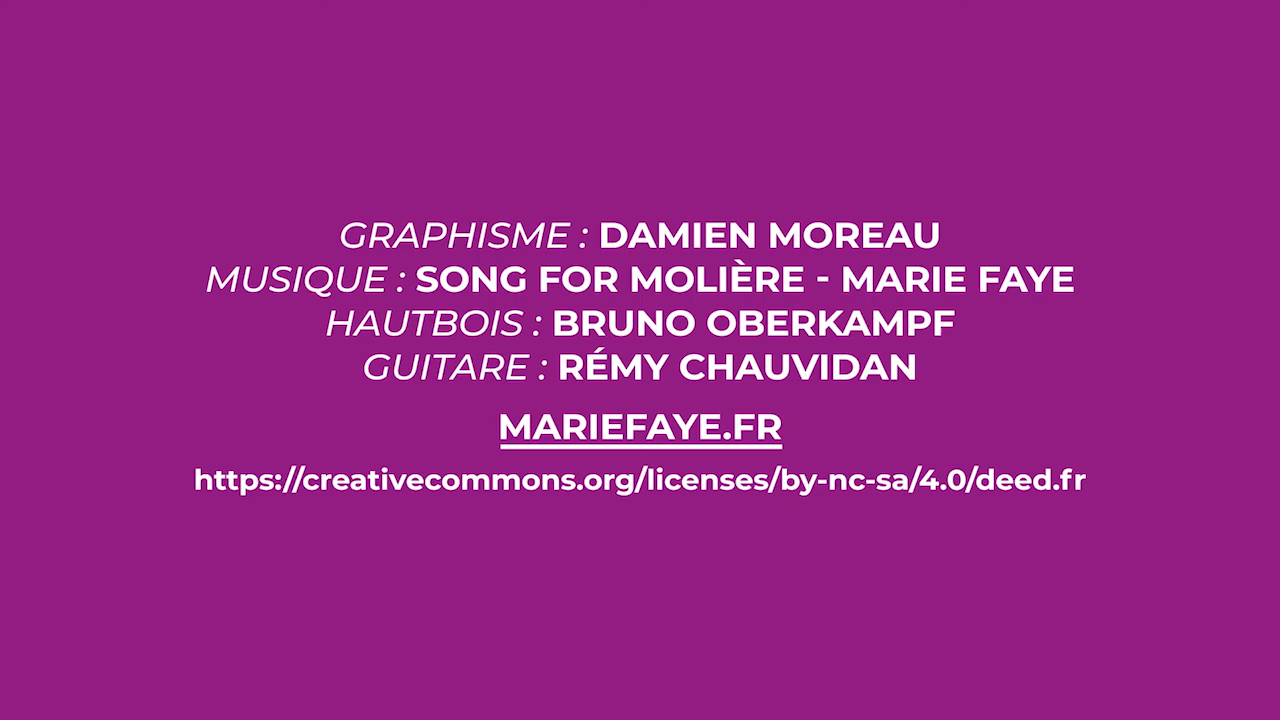 GRAPHISME : DAMIEN MOREAU
MUSIQUE : SONG FOR MOLIÈRE - MARIE FAYE
HAUTBOIS : BRUNO OBERKAMPF
GUITARE : RÉMY CHAUVIDAN
MARIEFAYE.FR
https://creativecommons.org/licenses/by-nc-sa/4.0/deed.fr